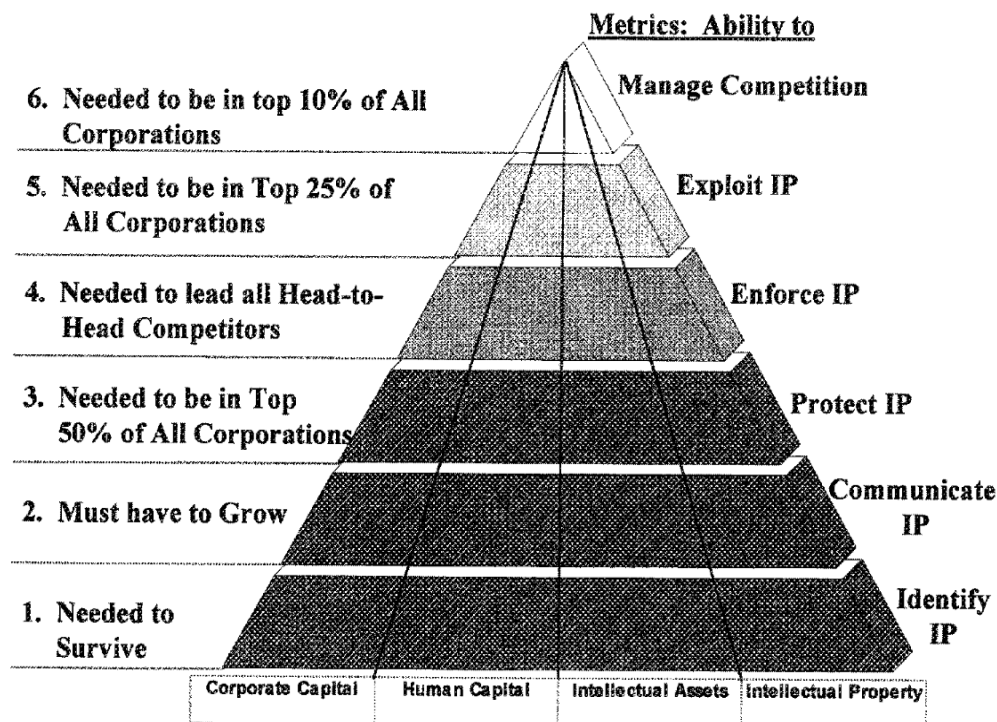 Metrics: Ability to
6. Needed to be in top 10% of All
Corporations
Manage Competition
5. Needed to be in Top 25% of
All Corporations
Exploit IP
4. Needed to lead all Head-to-
Head Competitors
Enforce IP
3. Needed to be in Top
50% of All Corporations
Protect IP
2. Must have to Grow
Communicate
IP
1. Needed to
Survive
Identify
IP
Corporate Capital
Human Capital
Intellectual Assets
Intellectual Property